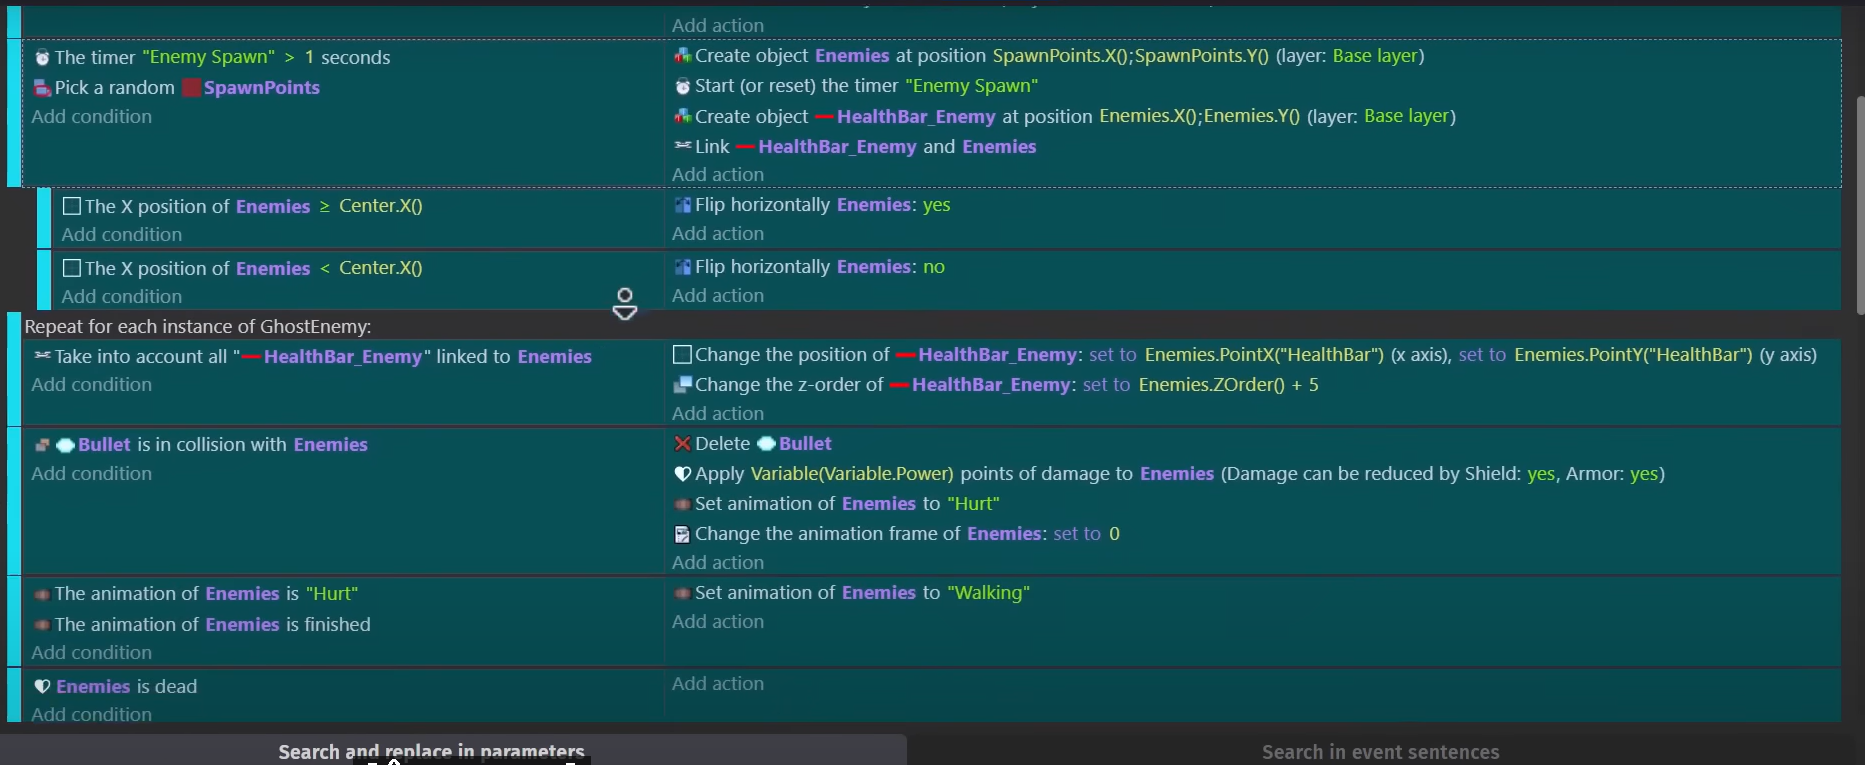 Add action
The timer "Enemy Spawn" > 1 seconds
Pick a random SpawnPoints
Add condition
Create object Enemies at position SpawnPoints.X();SpawnPoints.Y() (layer: Base layer)
Start (or reset) the timer "Enemy Spawn"
Create object HealthBar_Enemy at position Enemies.X();Enemies.Y() (layer: Base layer)
Link HealthBar_Enemy and Enemies
Add action
The X position of Enemies ≥ Center.X()
Add condition
Flip horizontally Enemies: yes
Add action
The X position of Enemies < Center.X()
Add condition
Flip horizontally Enemies: no
Add action
Repeat for each instance of GhostEnemy:
Take into account all "HealthBar_Enemy" linked to Enemies
Add condition
Change the position of HealthBar_Enemy: set to Enemies.PointX("HealthBar") (x axis), set to Enemies.PointY("HealthBar") (y axis)
Change the z-order of HealthBar_Enemy: set to Enemies.ZOrder() + 5
Add action
Bullet is in collision with Enemies
Add condition
Delete Bullet
Apply Variable(Variable.Power) points of damage to Enemies (Damage can be reduced by Shield: yes, Armor: yes)
Set animation of Enemies to "Hurt"
Change the animation frame of Enemies: set to 0
Add action
The animation of Enemies is "Hurt"
The animation of Enemies is finished
Add condition
Set animation of Enemies to "Walking"
Add action
Enemies is dead
Add condition
Add action
Search and replace in parameters
Search in event sentences